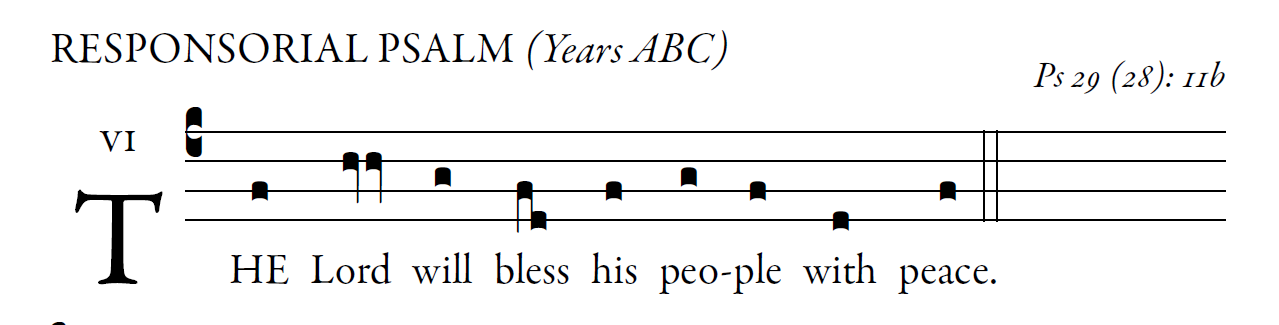 RESPONSORIAL PSALM (Years ABC)
Ps 29 (28): 11b
VI
THE Lord will bless his peo-ple with peace.